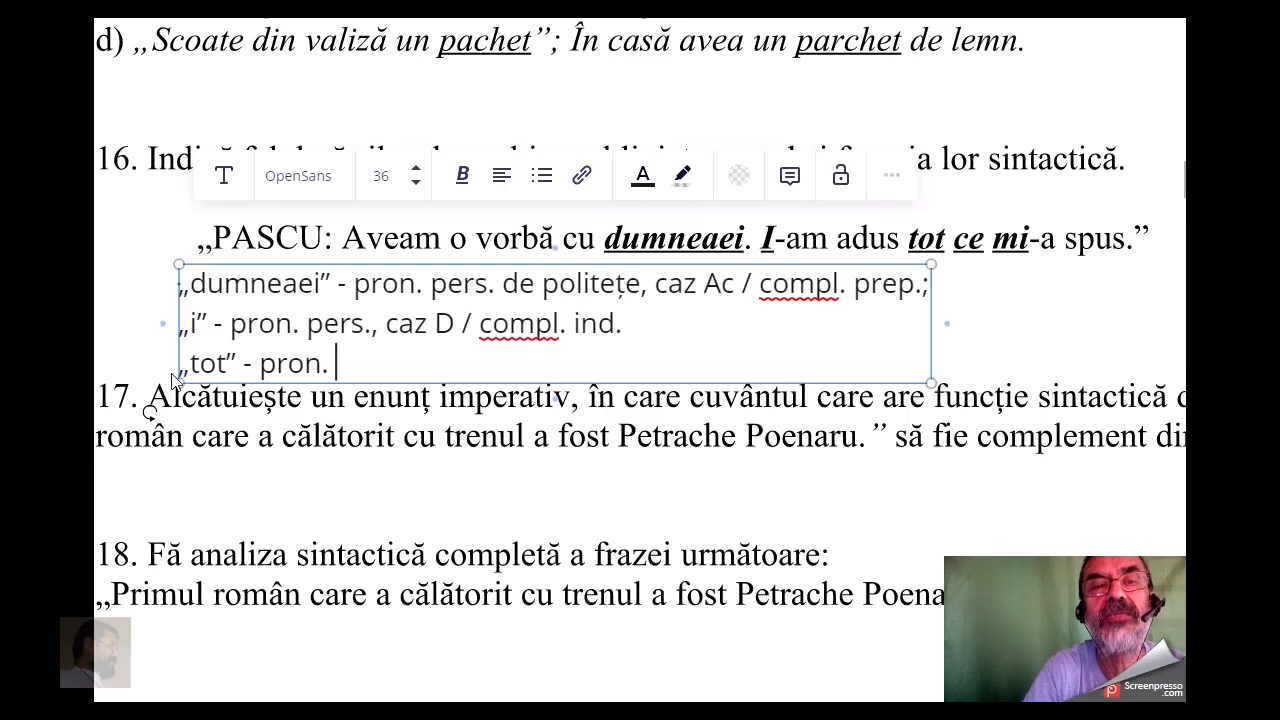 d) „Scoate din valiză un pachet”; În casă avea un parchet de lemn.
16. Indi a lor sintactică.
OpenSans 36 B A
„PASCU: Aveam o vorbă cu dumneaei. I-am adus tot ce mi-a spus.”
„dumneaei” - pron. pers. de politețe, caz Ac / compl. prep.;
„i” - pron. pers., caz D / compl. ind.
„tot” - pron.
17. Alcătuiește un enunț imperativ, în care cuvântul care are funcție sintactică
român care a călătorit cu trenul a fost Petrache Poenaru.” să fie complement
18. Fă analiza sintactică completă a frazei următoare:
„Primul român care a călătorit cu trenul a fost Petrache Poena
Screenpresso
.com